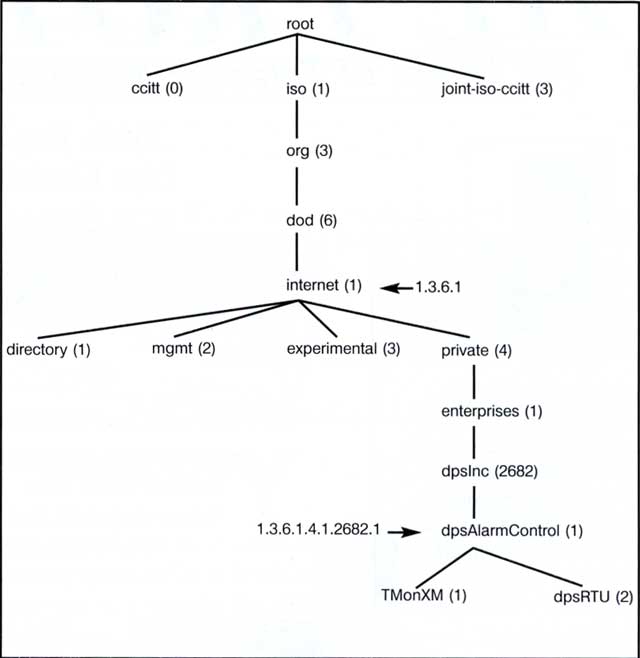 root
ccitt (0) iso (1) joint-iso-ccitt (3)
org (3)
dod (6)
internet (1) 1.3.6.1
directory (1) mgmt (2) experimental (3) private (4)
enterprises (1)
dpsInc (2682)
1.3.6.1.4.1.2682.1 dpsAlarmControl (1)
TMonXM (1) dpsRTU (2)